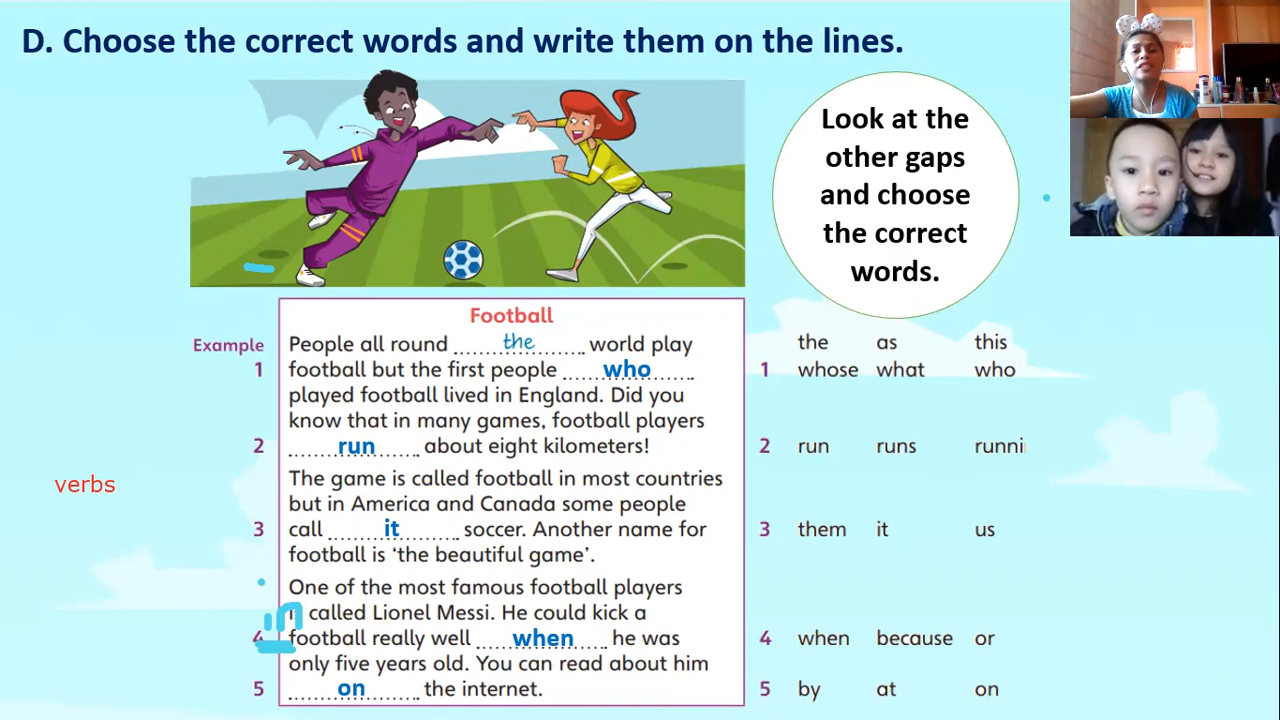 D. Choose the correct words and write them on the lines.
Look at the
other gaps
and choose
the correct
words.
Football
Example People all round the world play
1 football but the first people who
played football lived in England. Did you
know that in many games, football players
2 run about eight kilometers!
The game is called football in most countries
but in America and Canada some people
3 call it soccer. Another name for
football is ‘the beautiful game’.
One of the most famous football players
called Lionel Messi. He could kick a
4 football really well when he was
only five years old. You can read about him
5 on the internet.
the as this
1 whose what who
2 run runs runni
3 them it us
4 when because or
5 by at on
verbs